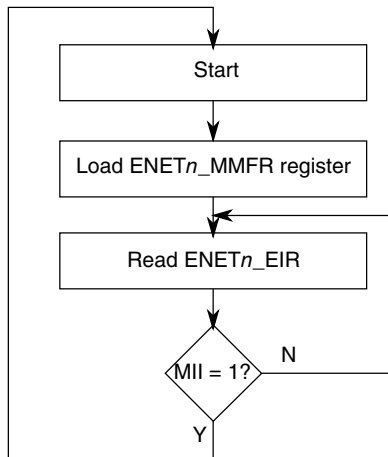 Start
Load ENETn_MMFR register
Read ENETn_EIR
MII = 1?
N
Y